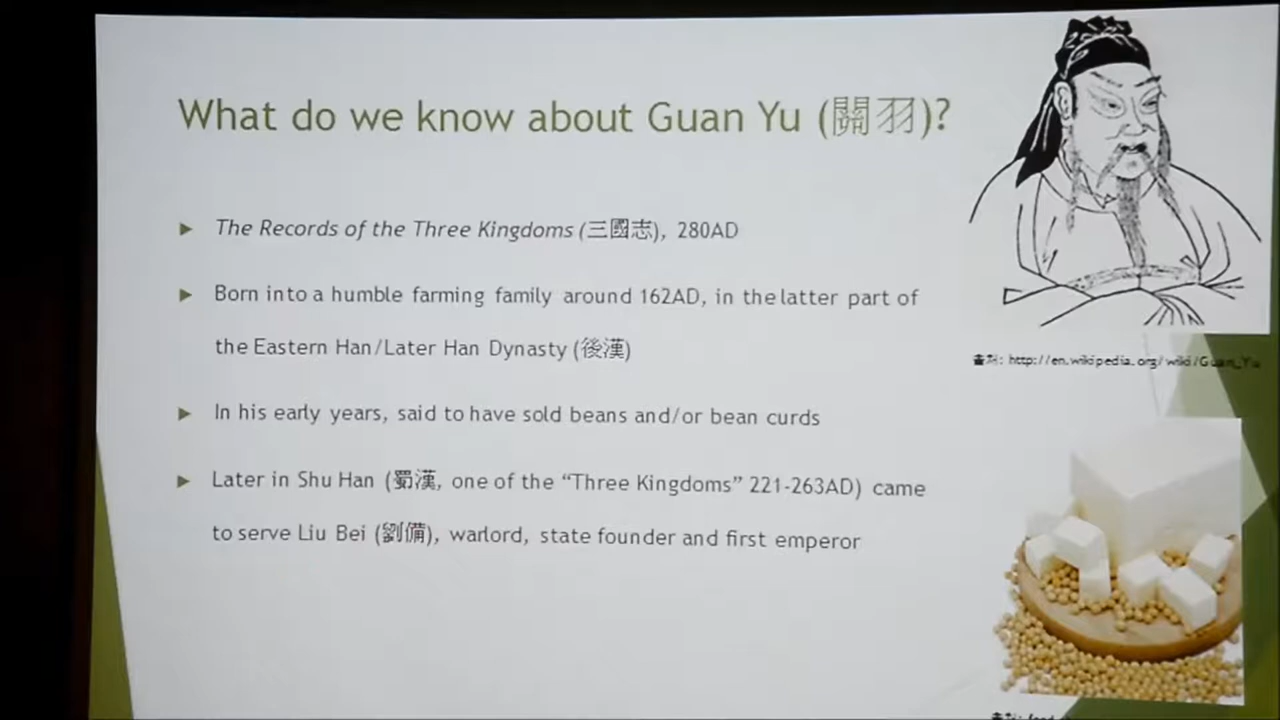 What do we know about Guan Yu (關羽)?
The Records of the Three Kingdoms (三國志), 280AD
Born into a humble farming family around 162AD, in the latter part of
the Eastern Han/Later Han Dynasty (後漢)
In his early years, said to have sold beans and/or bean curds
Later in Shu Han (蜀漢, one of the “Three Kingdoms” 221-263AD) came
to serve Liu Bei (劉備), warlord, state founder and first emperor
출처: http://en.wikipedia.org/wiki/Guan_Yu
출처: